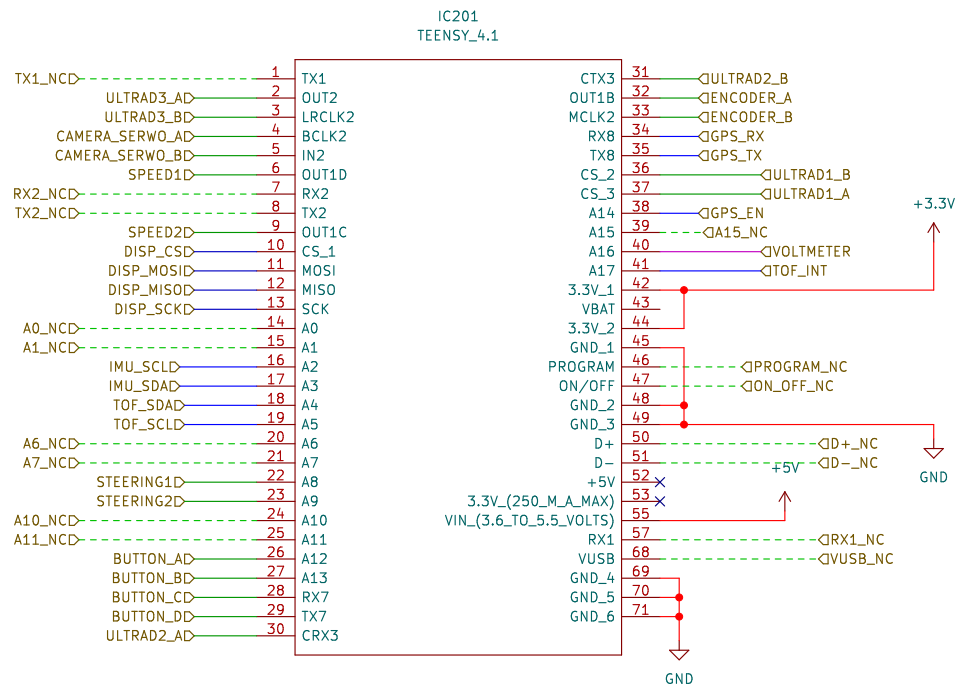 IC201
TEENSY_4.1
TX1_NC 1 TX1 CTX3 31 ULTRAD2_B
ULTRAD3_A 2 OUT2 OUT1B 32 ENCODER_A
ULTRAD3_B 3 LRCLK2 MCLK2 33 ENCODER_B
CAMERA_SERWO_A 4 BCLK2 RX8 34 GPS_RX
CAMERA_SERWO_B 5 IN2 TX8 35 GPS_TX
SPEED1 6 OUT1D CS_2 36 ULTRAD1_B
RX2_NC 7 RX2 CS_3 37 ULTRAD1_A
+3.3V
TX2_NC 8 TX2 A14 38 GPS_EN
SPEED2 9 OUT1C A15 39 A15_NC
DISP_CS 10 CS_1 A16 40 VOLTMETER
DISP_MOSI 11 MOSI A17 41 TOF_INT
DISP_MISO 12 MISO 3.3V_1 42
DISP_SCK 13 SCK VBAT 43
A0_NC 14 A0 3.3V_2 44
A1_NC 15 A1 GND_1 45
IMU_SCL 16 A2 PROGRAM 46 PROGRAM_NC
IMU_SDA 17 A3 ON/OFF 47 ON_OFF_NC
TOF_SDA 18 A4 GND_2 48
TOF_SCL 19 A5 GND_3 49
A6_NC 20 A6 D+ 50 D+_NC
A7_NC 21 A7 D- 51 D-_NC
+5V
GND
STEERING1 22 A8 +5V 52
STEERING2 23 A9 3.3V_(250_M_A_MAX) 53
A10_NC 24 A10 VIN_(3.6_TO_5.5_VOLTS) 55
A11_NC 25 A11 RX1 57 RX1_NC
BUTTON_A 26 A12 VUSB 68 VUSB_NC
BUTTON_B 27 A13 GND_4 69
BUTTON_C 28 RX7 GND_5 70
BUTTON_D 29 TX7 GND_6 71
ULTRAD2_A 30 CRX3
GND